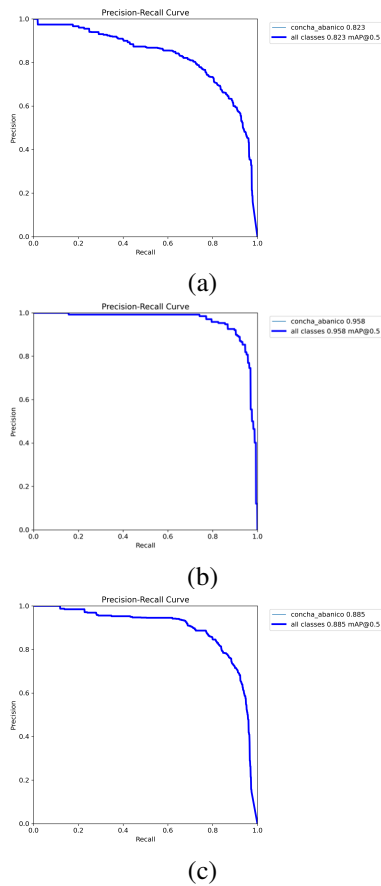 Precision-Recall Curve
concha_abanico 0.823
all classes 0.823 mAP@0.5
1.0
0.8
0.6
0.4
0.2
0.0
Precision
0.0 0.2 0.4 0.6 0.8 1.0
Recall
(a)
Precision-Recall Curve
concha_abanico 0.958
all classes 0.958 mAP@0.5
1.0
0.8
0.6
0.4
0.2
0.0
Precision
0.0 0.2 0.4 0.6 0.8 1.0
Recall
(b)
Precision-Recall Curve
concha_abanico 0.885
all classes 0.885 mAP@0.5
1.0
0.8
0.6
0.4
0.2
0.0
Precision
0.0 0.2 0.4 0.6 0.8 1.0
Recall
(c)